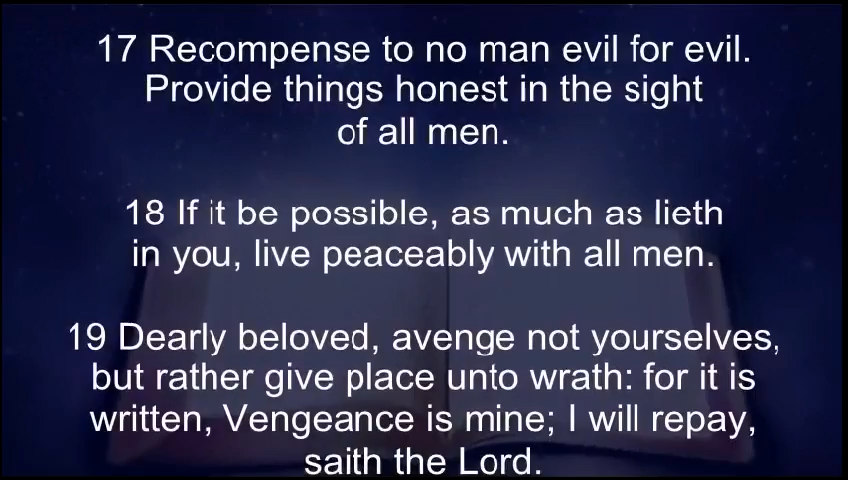 17 Recompense to no man evil for evil.
Provide things honest in the sight
of all men.
18 If it be possible, as much as lieth
in you, live peaceably with all men.
19 Dearly beloved, avenge not yourselves,
but rather give place unto wrath: for it is
written, Vengeance is mine; I will repay,
saith the Lord.